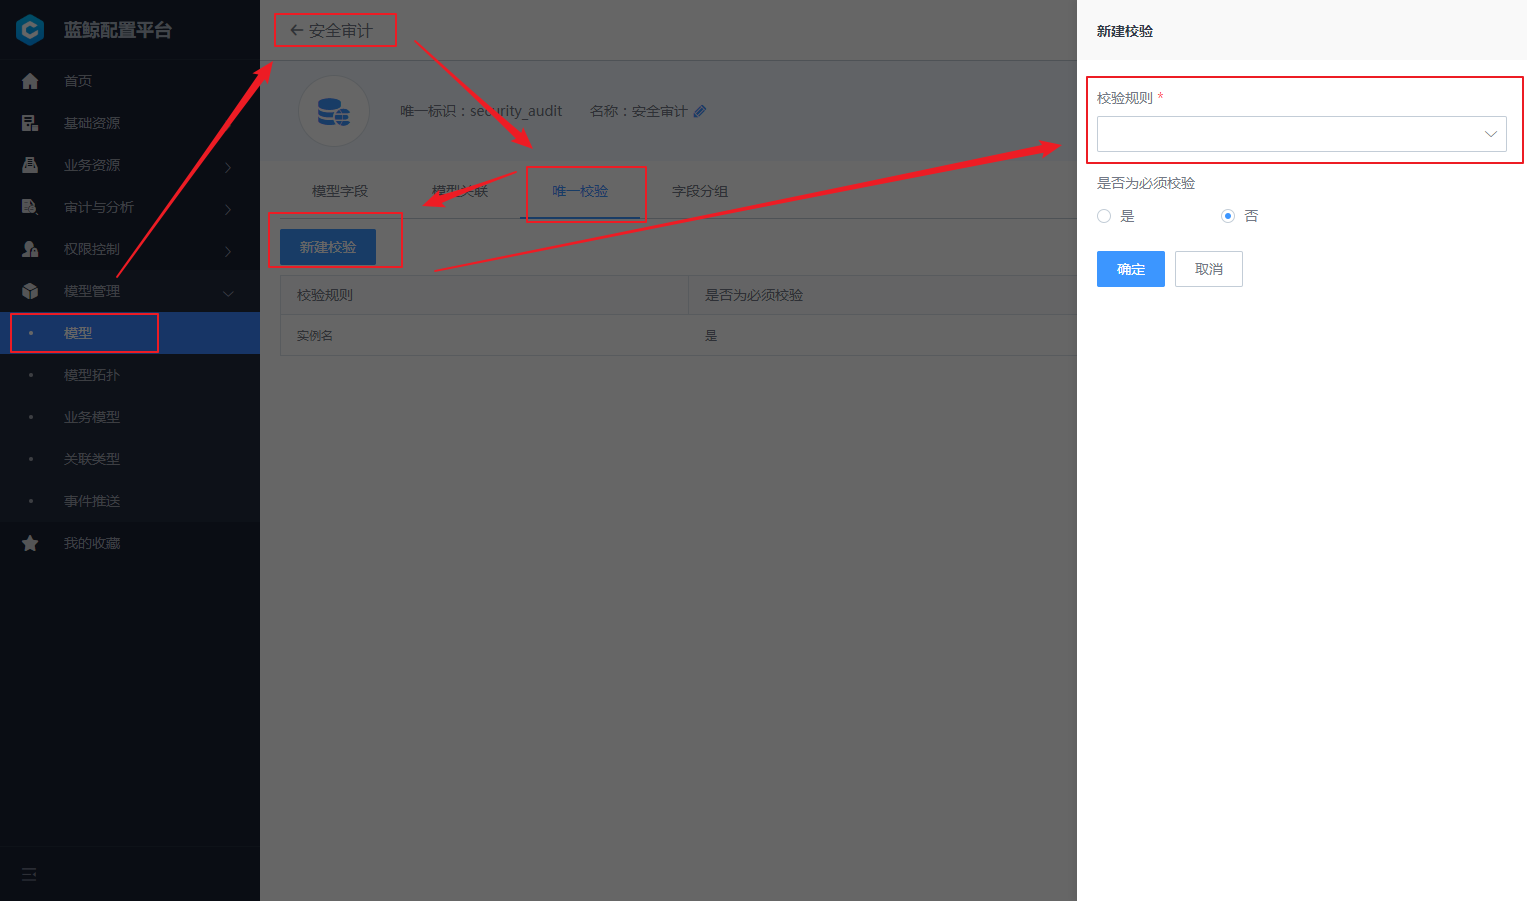 蓝鲸配置平台
首页
基础资源
业务资源
审计与分析
权限控制
模型管理
模型
模型拓扑
业务模型
关联类型
事件推送
我的收藏
安全审计
唯一标识：security_audit 名称：安全审计
模型字段 模型关联 唯一校验 字段分组
新建校验
校验规则 是否为必须校验
实例名 是
新建校验
校验规则 *
是否为必须校验
是 否
确定 取消